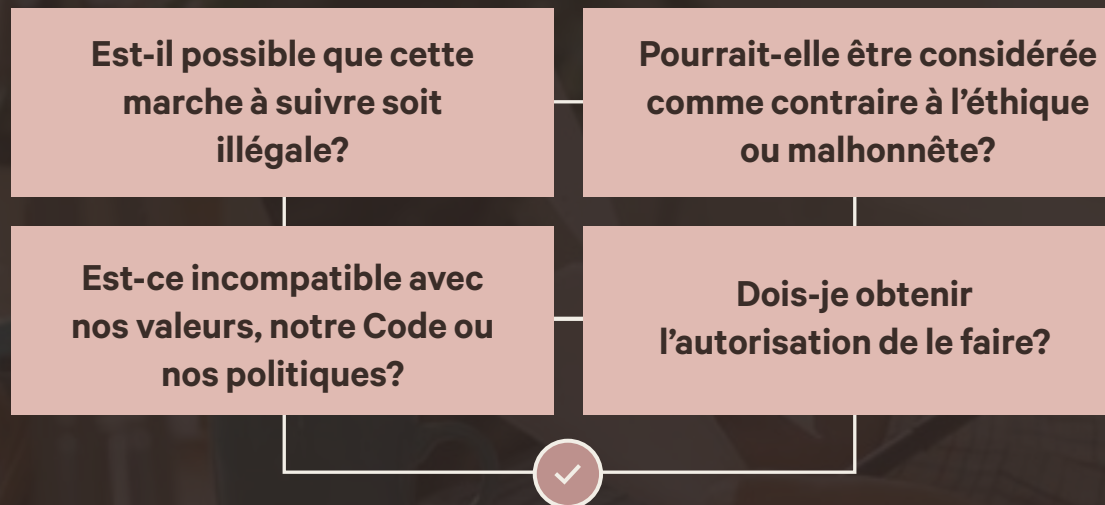 Est-il possible que cette
marche à suivre soit
illégale?
Pourrait-elle être considérée
comme contraire à l’éthique
ou malhonnête?
Est-ce incompatible avec
nos valeurs, notre Code ou
nos politiques?
Dois-je obtenir
l’autorisation de le faire?